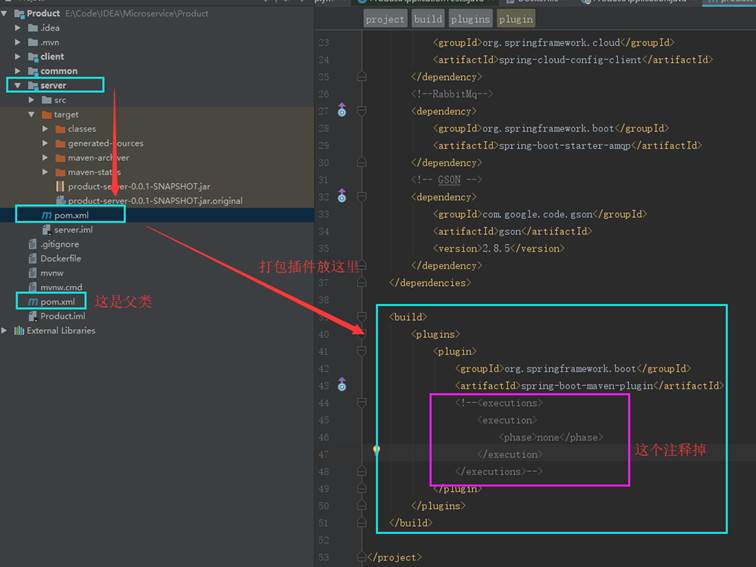 Product E:\Code\IDEA\Microservice\Product
.idea
.mvn
client
common
server
src
target
classes
generated-sources
maven-archiver
maven-status
product-server-0.0.1-SNAPSHOT.jar
product-server-0.0.1-SNAPSHOT.jar.original
pom.xml
server.iml
.gitignore
Dockerfile
mvnw
mvnw.cmd
pom.xml
这是父类
Product.iml
External Libraries
打包插件放这里
project build plugins plugin
23 <groupId>org.springframework.cloud</groupId>
24 <artifactId>spring-cloud-config-client</artifactId>
25 </dependency>
26 <!--RabbitMq-->
27 <dependency>
28 <groupId>org.springframework.boot</groupId>
29 <artifactId>spring-boot-starter-amqp</artifactId>
30 </dependency>
31 <!-- GSON -->
32 <dependency>
33 <groupId>com.google.code.gson</groupId>
34 <artifactId>gson</artifactId>
35 <version>2.8.5</version>
36 </dependency>
37 </dependencies>
38
39 <build>
40 <plugins>
41 <plugin>
42 <groupId>org.springframework.boot</groupId>
43 <artifactId>spring-boot-maven-plugin</artifactId>
44 <!--<executions>
45 <execution>
46 <phase>none</phase>
47 </execution>
48 </executions>-->
49 </plugin>
50 </plugins>
51 </build>
52
53 </project>
这个注释掉